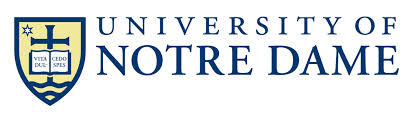 VITA CEDO
DUL- SPES
UNIVERSITY OF
NOTRE DAME